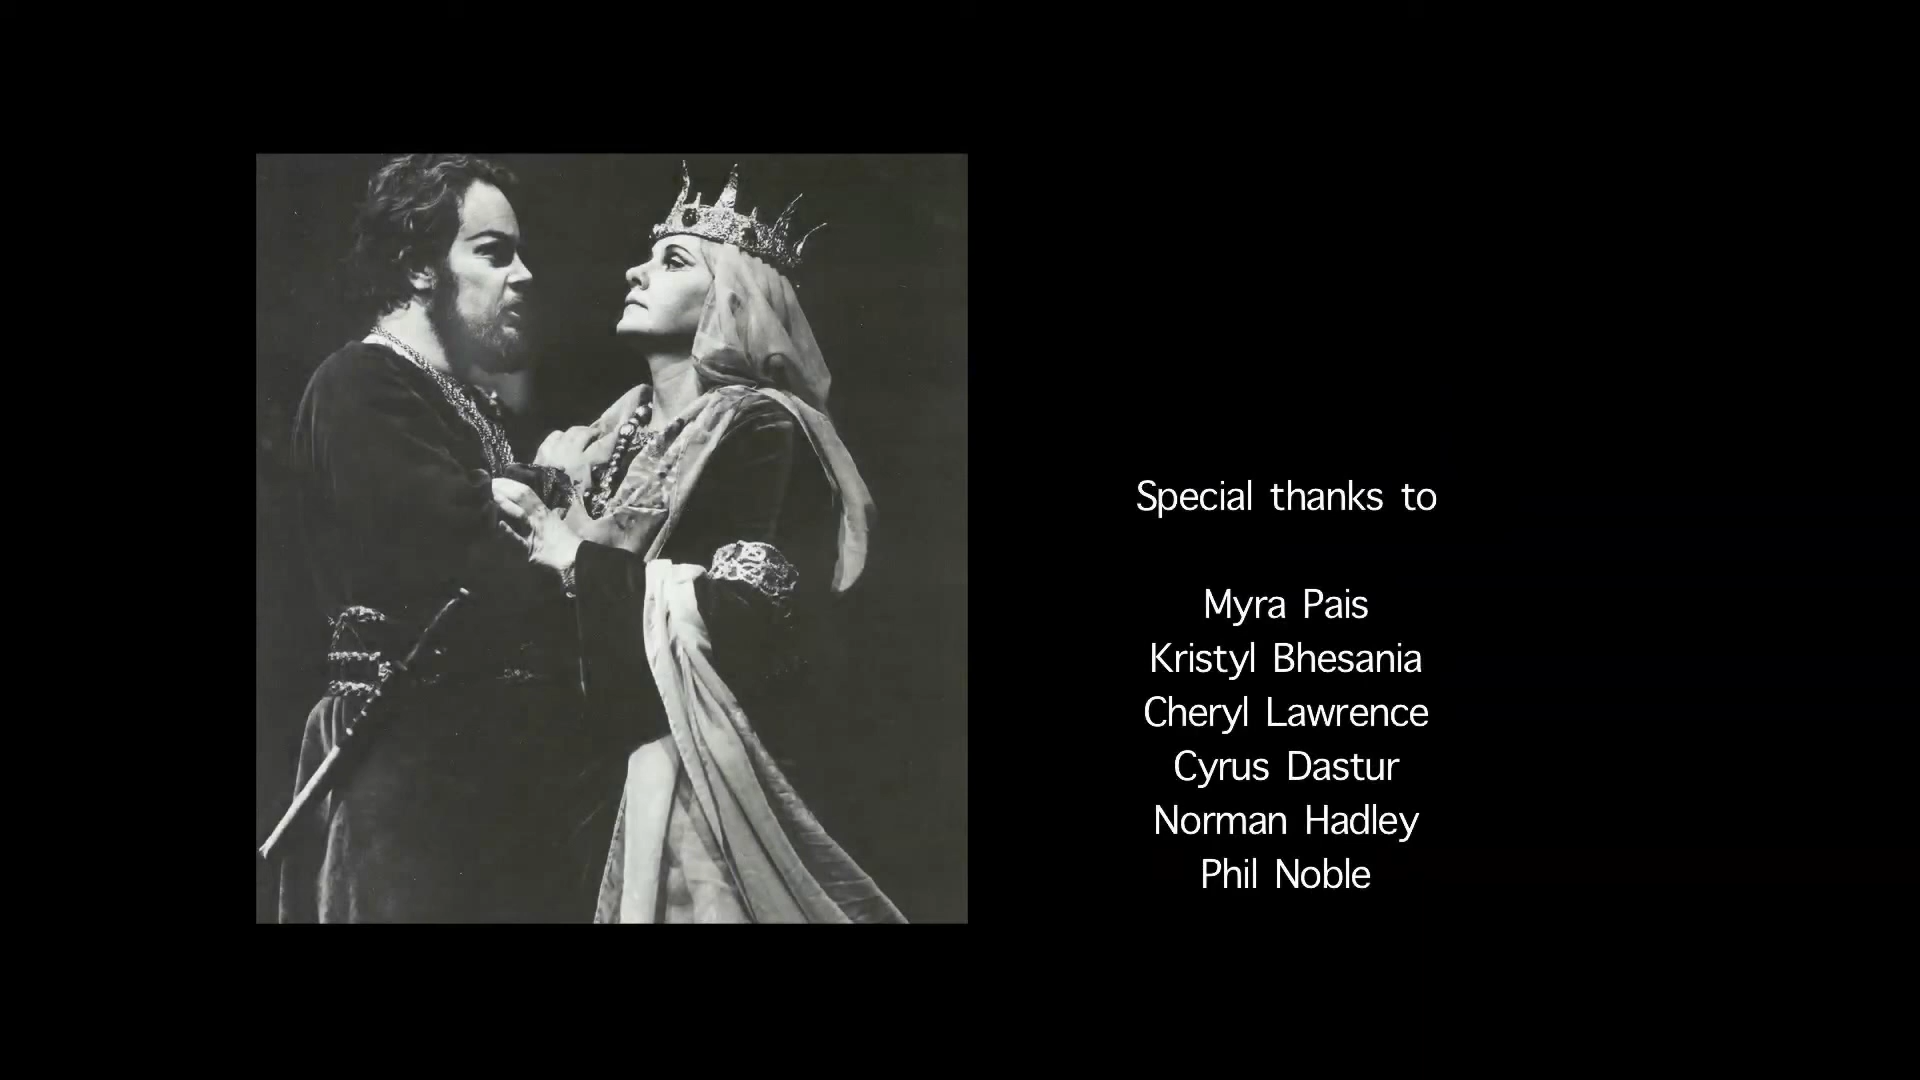 Special thanks to
Myra Pais
Kristyl Bhesania
Cheryl Lawrence
Cyrus Dastur
Norman Hadley
Phil Noble